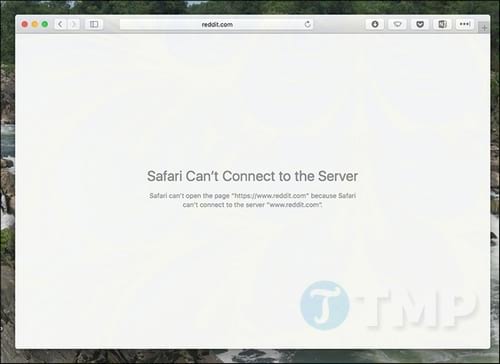 reddit.com
Safari Can't Connect to the Server
Safari can't open the page "https://www.reddit.com" because Safari
can't connect to the server "www.reddit.com".
TMP